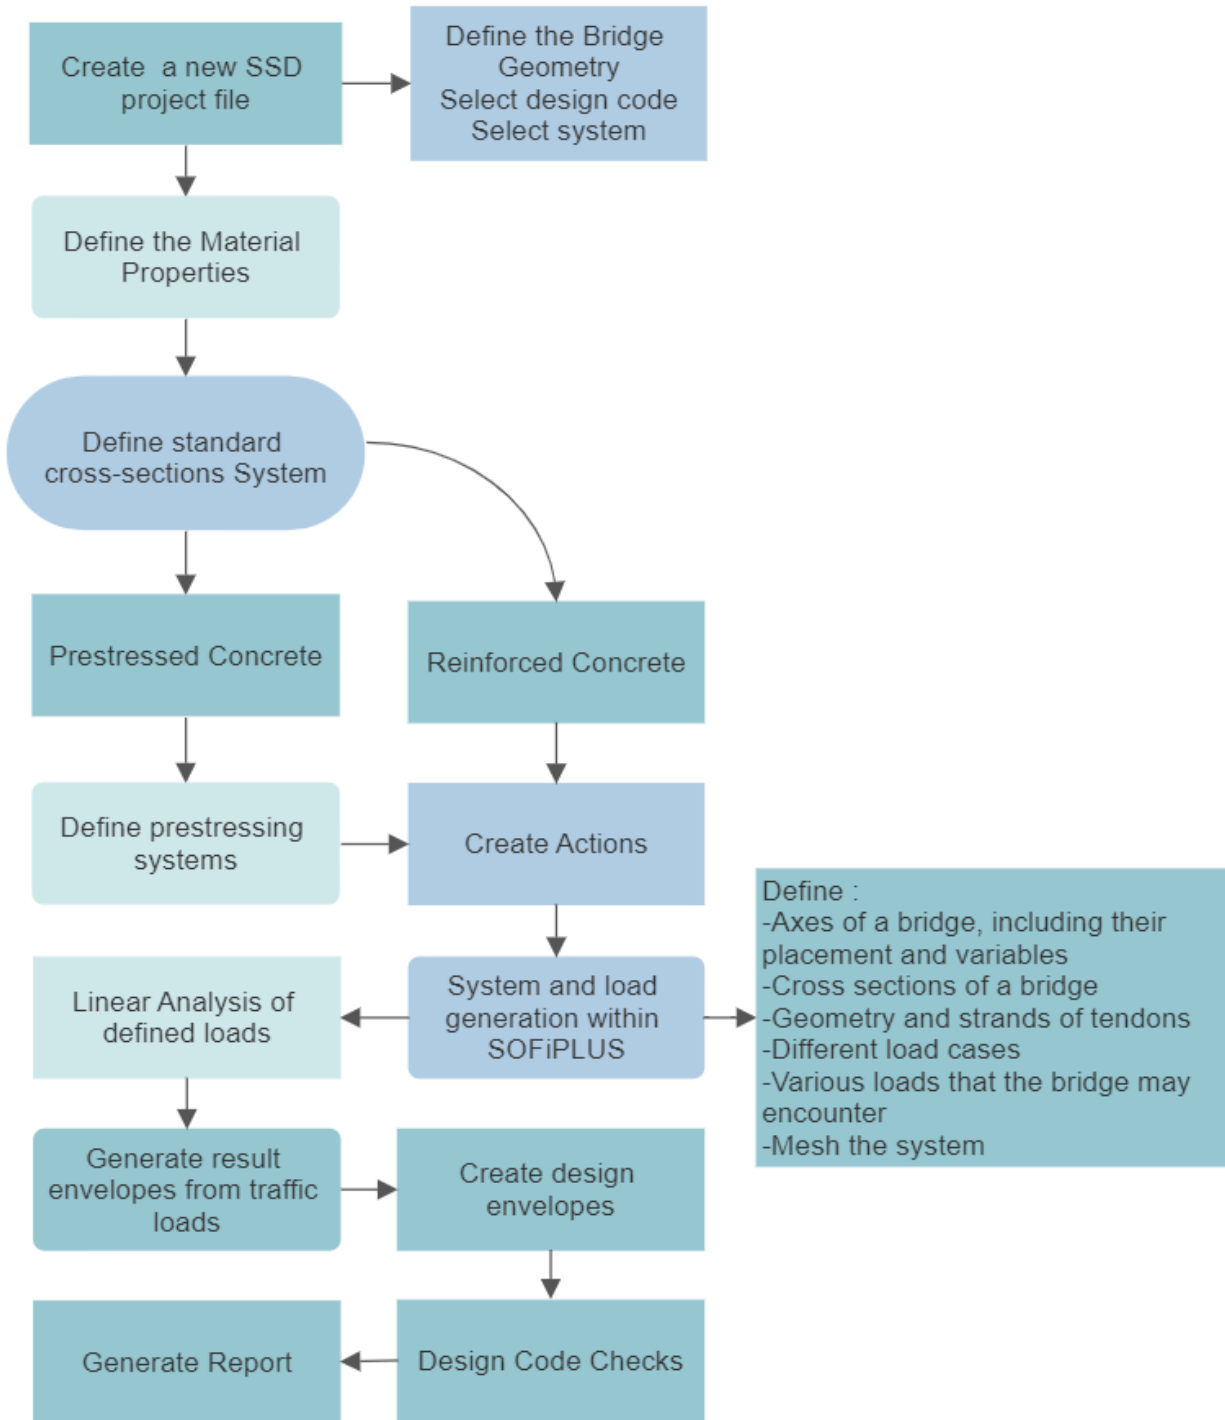 Create a new SSD
project file
Define the Bridge
Geometry
Select design code
Select system
Define the Material
Properties
Define standard
cross-sections System
Prestressed Concrete
Reinforced Concrete
Define prestressing
systems
Create Actions
Define :
-Axes of a bridge, including their
placement and variables
-Cross sections of a bridge
-Geometry and strands of tendons
-Different load cases
-Various loads that the bridge may
encounter
-Mesh the system
System and load
generation within
SOFiPLUS
Linear Analysis of
defined loads
Generate result
envelopes from traffic
loads
Create design
envelopes
Design Code Checks
Generate Report